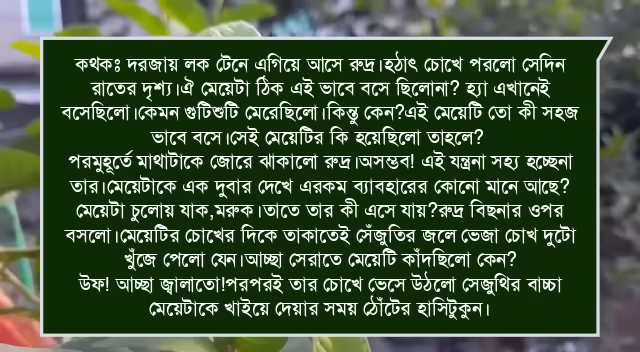 কথকঃ দরজায় লক টেনে এগিয়ে আসে রুদ্র।হঠাৎ চোখে পরলো সেদিন
রাতের দৃশ্য।ঐ মেয়েটা ঠিক এই ভাবে বসে ছিলোনা? হ্যা এখানেই
বসেছিলো।কেমন গুটিশুটি মেরেছিলো।কিন্তু কেন?এই মেয়েটি তো কী সহজ
ভাবে বসে।সেই মেয়েটির কি হয়েছিলো তাহলে?
পরমুহূর্তে মাথাটাকে জোরে ঝাকালো রুদ্র।অসম্ভব! এই যন্ত্রনা সহ্য হচ্ছেনা
তার।মেয়েটাকে এক দুবার দেখে এরকম ব্যাবহারের কোনো মানে আছে?
মেয়েটা চুলোয় যাক,মরুক।তাতে তার কী এসে যায়?রুদ্র বিছনার ওপর
বসলো।মেয়েটির চোখের দিকে তাকাতেই সেঁজুতির জলে ভেজা চোখ দুটো
খুঁজে পেলো যেন।আচ্ছা সেরাতে মেয়েটি কাঁদছিলো কেন?
উফ! আচ্ছা জ্বালাতো!পরপরই তার চোখে ভেসে উঠলো সেজুথির বাচ্চা
মেয়েটাকে খাইয়ে দেয়ার সময় ঠোঁটের হাসিটুকুন।